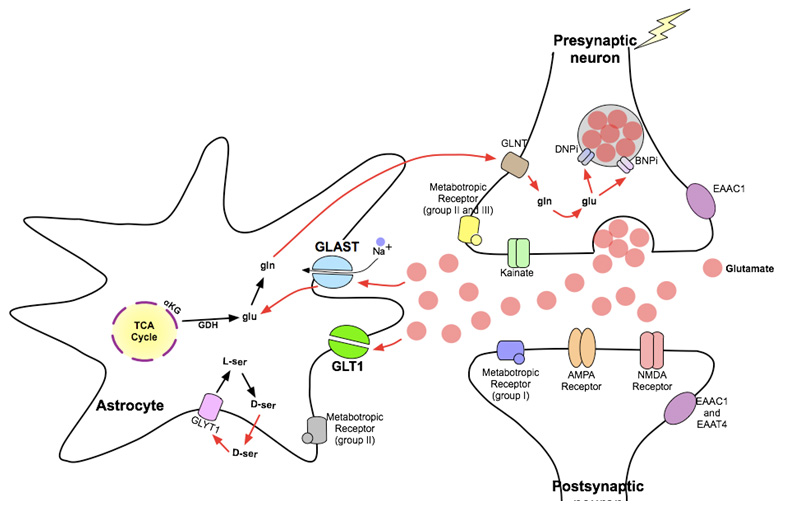 Presynaptic
neuron
GLNT
DNPi
BNPi
Metabotropic
Receptor
(group II and III)
gln
glu
EAAC1
Kainate
Glutamate
GLAST
Na+
gln
glu
αKG
GDH
TCA
Cycle
GLT1
L-ser
D-ser
GLYT1
D-ser
Astrocyte
Metabotropic
Receptor
(group II)
Metabotropic
Receptor
(group I)
AMPA
Receptor
NMDA
Receptor
EAAC1
and
EAAT4
Postsynaptic